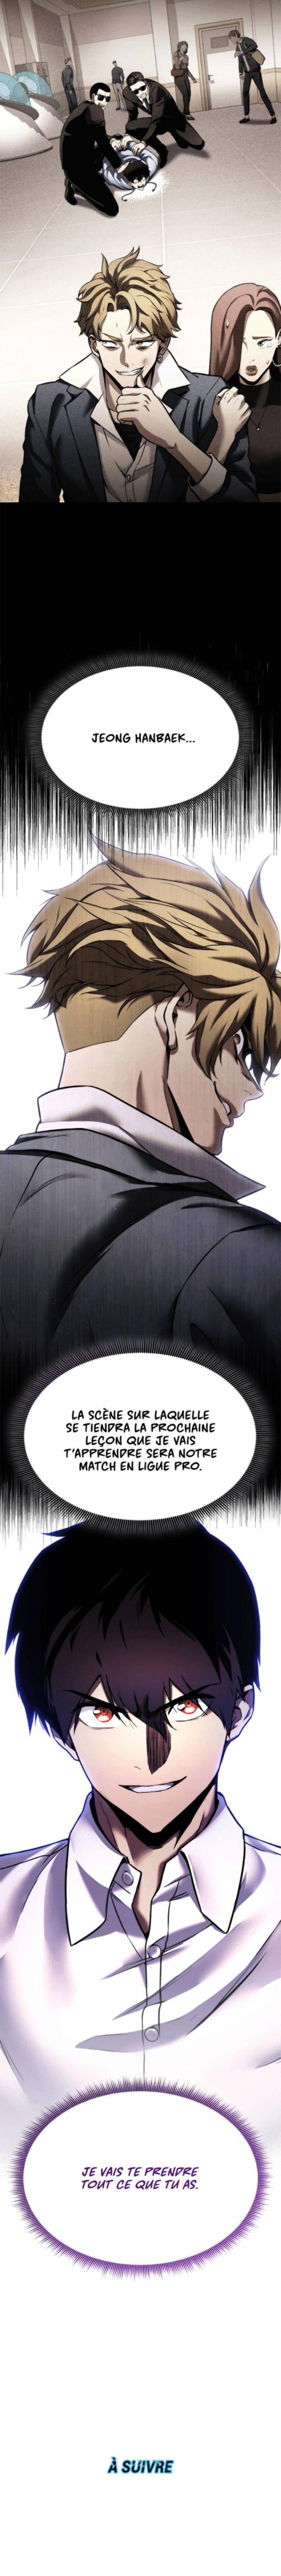 JEONG HANBAEK...
LA SCÈNE SUR LAQUELLE
SE TIENDRA LA PROCHAINE
LEÇON QUE JE VAIS
T'APPRENDRE SERA NOTRE
MATCH EN LIGUE PRO.
JE VAIS TE PRENDRE
TOUT CE QUE TU AS.
À SUIVRE